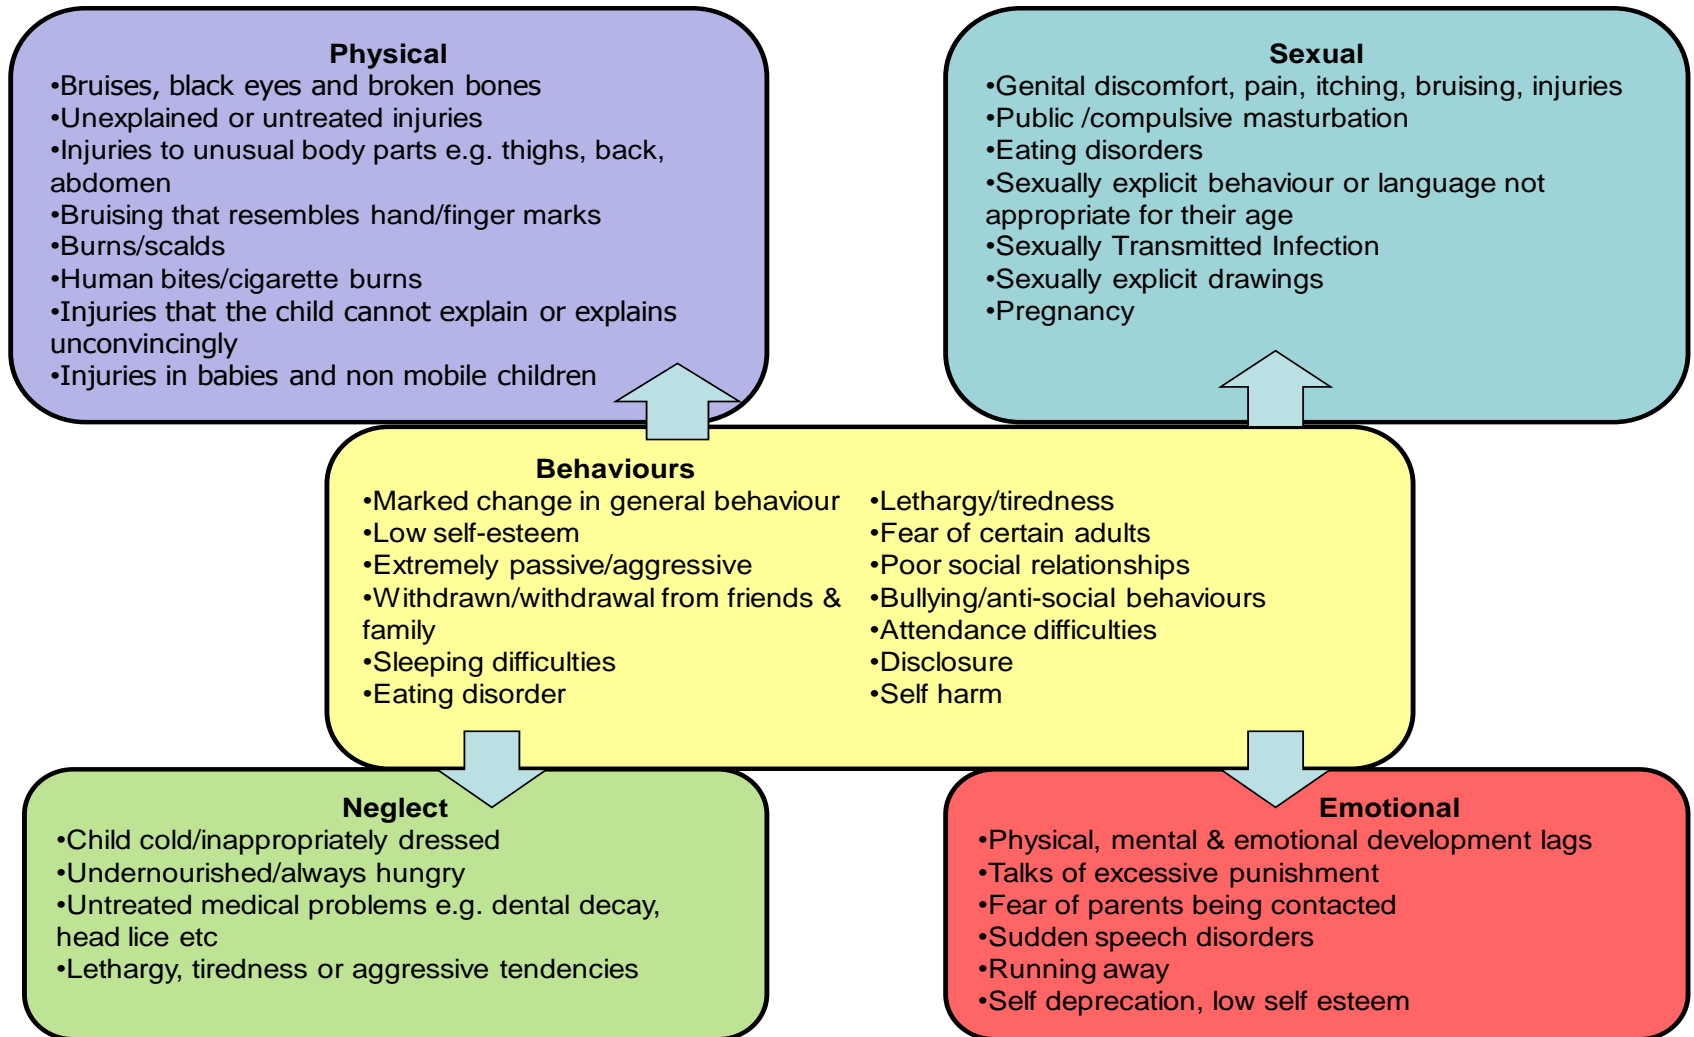 Physical
•Bruises, black eyes and broken bones
•Unexplained or untreated injuries
•Injuries to unusual body parts e.g. thighs, back,
abdomen
•Bruising that resembles hand/finger marks
•Burns/scalds
•Human bites/cigarette burns
•Injuries that the child cannot explain or explains
unconvincingly
•Injuries in babies and non mobile children
Sexual
•Genital discomfort, pain, itching, bruising, injuries
•Public /compulsive masturbation
•Eating disorders
•Sexually explicit behaviour or language not
appropriate for their age
•Sexually Transmitted Infection
•Sexually explicit drawings
•Pregnancy
Behaviours
•Marked change in general behaviour
•Low self-esteem
•Extremely passive/aggressive
•Withdrawn/withdrawal from friends &
family
•Sleeping difficulties
•Eating disorder
•Lethargy/tiredness
•Fear of certain adults
•Poor social relationships
•Bullying/anti-social behaviours
•Attendance difficulties
•Disclosure
•Self harm
Neglect
•Child cold/inappropriately dressed
•Undernourished/always hungry
•Untreated medical problems e.g. dental decay,
head lice etc
•Lethargy, tiredness or aggressive tendencies
Emotional
•Physical, mental & emotional development lags
•Talks of excessive punishment
•Fear of parents being contacted
•Sudden speech disorders
•Running away
•Self deprecation, low self esteem